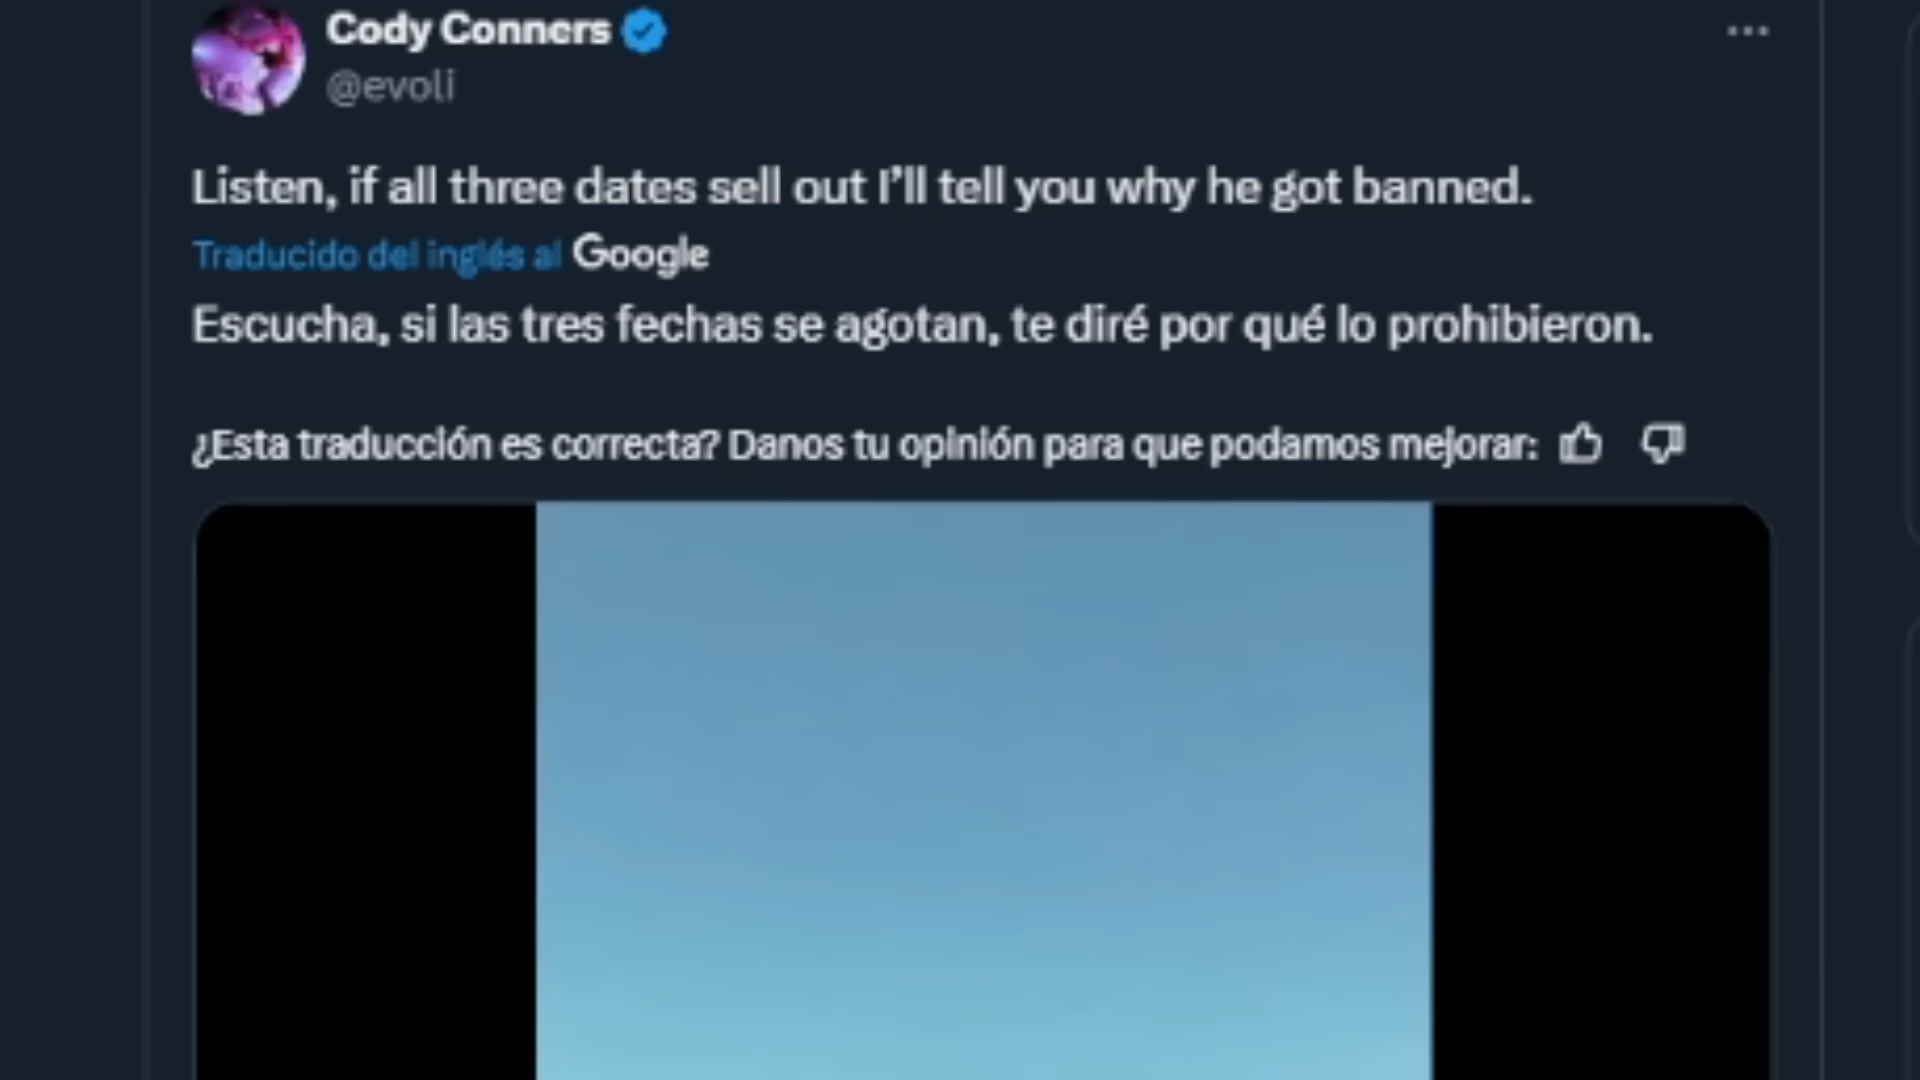 Cody Conners
@evoli
Listen, if all three dates sell out I'll tell you why he got banned.
Traducido del inglés al Google
Escucha, si las tres fechas se agotan, te diré por qué lo prohibieron.
¿Esta traducción es correcta? Danos tu opinión para que podamos mejorar: